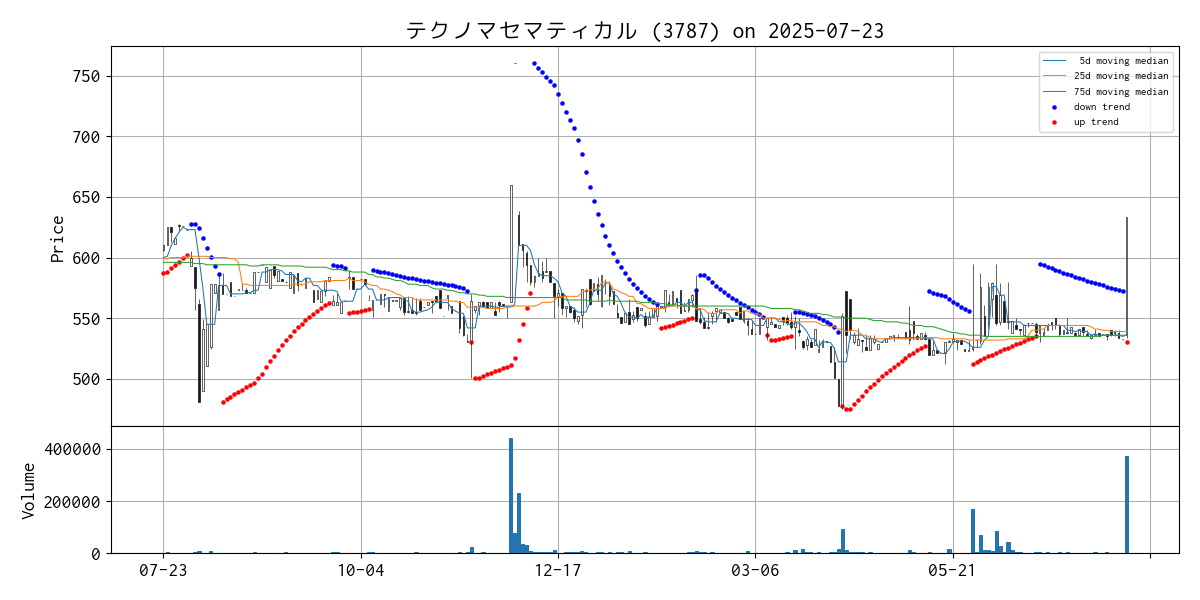 テクノマセマティカル (3787) on 2025-07-23
5d moving median
25d moving median
75d moving median
down trend
up trend
Price
750
700
650
600
550
500
Volume
400000
200000
0
07-23
10-04
12-17
03-06
05-21